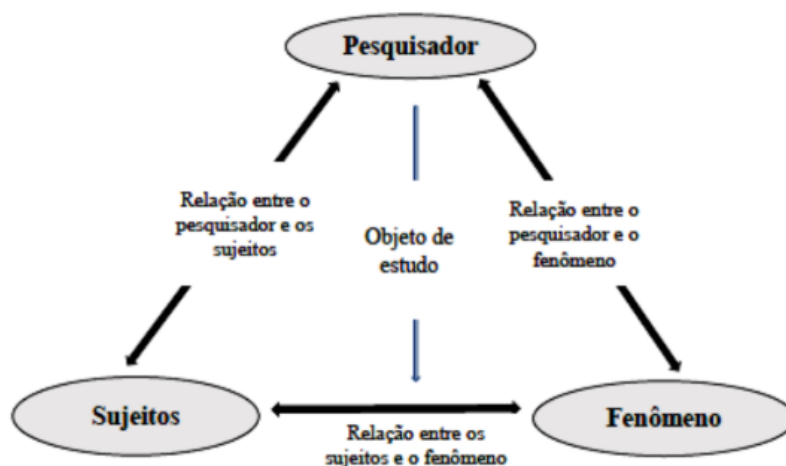 Pesquisador
Relação entre o
pesquisador e os
sujeitos
Objeto de
estudo
Relação entre o
pesquisador e o
fenômeno
Sujeitos
Relação entre os
sujeitos e o fenômeno
Fenômeno